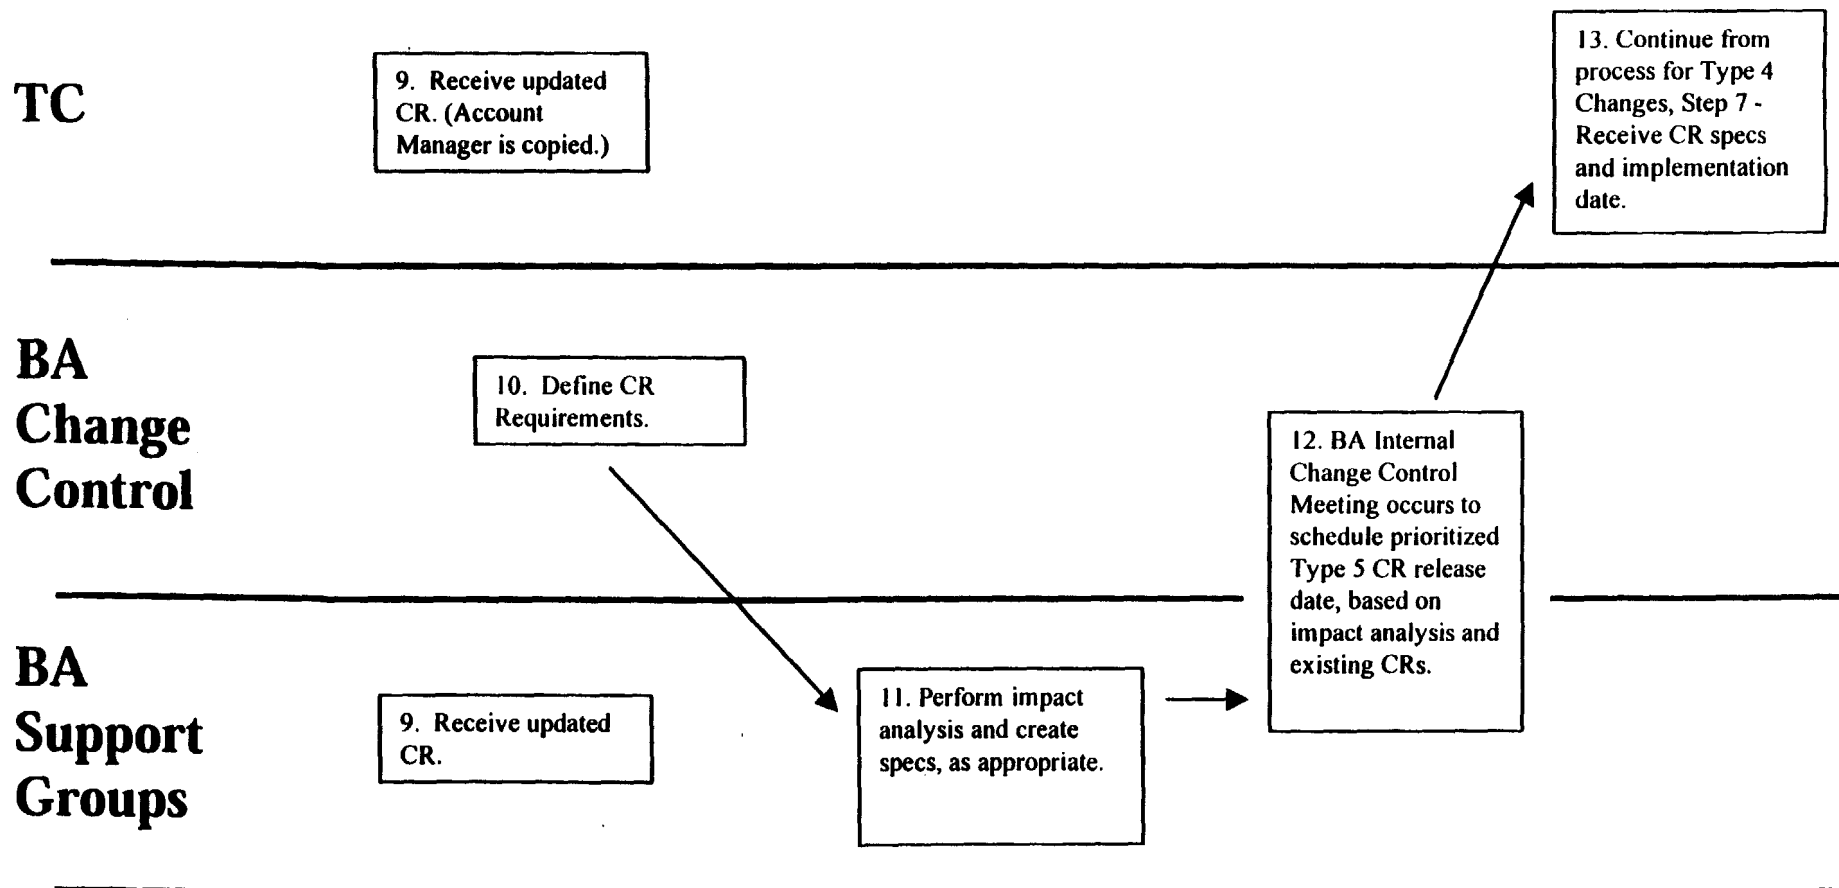 TC
9. Receive updated
CR. (Account
Manager is copied.)
13. Continue from
process for Type 4
Changes, Step 7 -
Receive CR specs
and implementation
date.
BA
Change
Control
10. Define CR
Requirements.
12. BA Internal
Change Control
Meeting occurs to
schedule prioritized
Type 5 CR release
date, based on
impact analysis and
existing CRs.
BA
Support
Groups
9. Receive updated
CR.
11. Perform impact
analysis and create
specs, as appropriate.